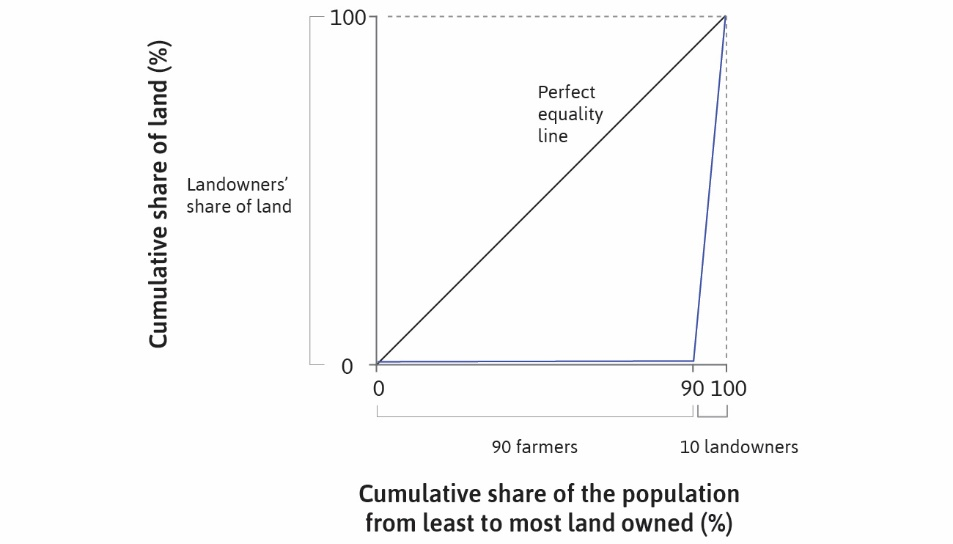 Cumulative share of land (%)
100
Perfect
equality
line
Landowners’
share of land
0
0
90 100
90 farmers
10 landowners
Cumulative share of the population
from least to most land owned (%)